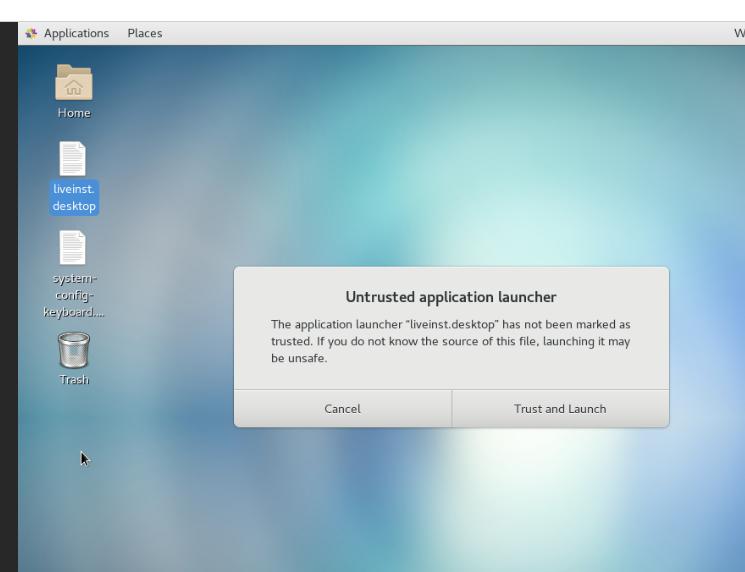 Applications Places W
Home
liveinst.
desktop
system-
config-
keyboard....
Trash
Untrusted application launcher
The application launcher “liveinst.desktop” has not been marked as
trusted. If you do not know the source of this file, launching it may
be unsafe.
Cancel Trust and Launch